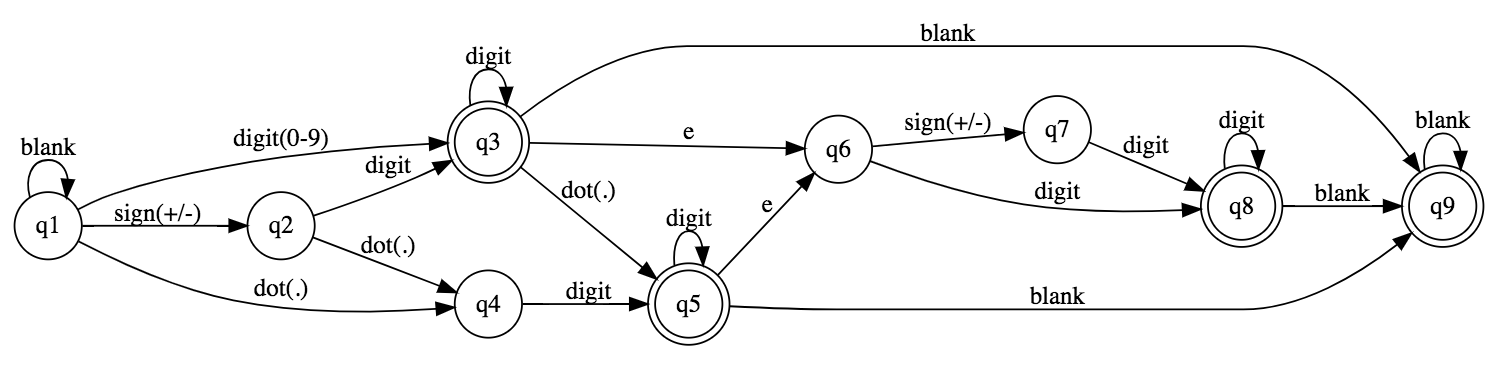 blank
digit
blank
digit(0-9)
q3
e
sign(+/-)
q7
digit
blank
digit
q6
digit
dot(.)
digit
blank
q1
sign(+/-)
q2
e
digit
q8
q9
dot(.)
dot(.)
q4
digit
q5
blank